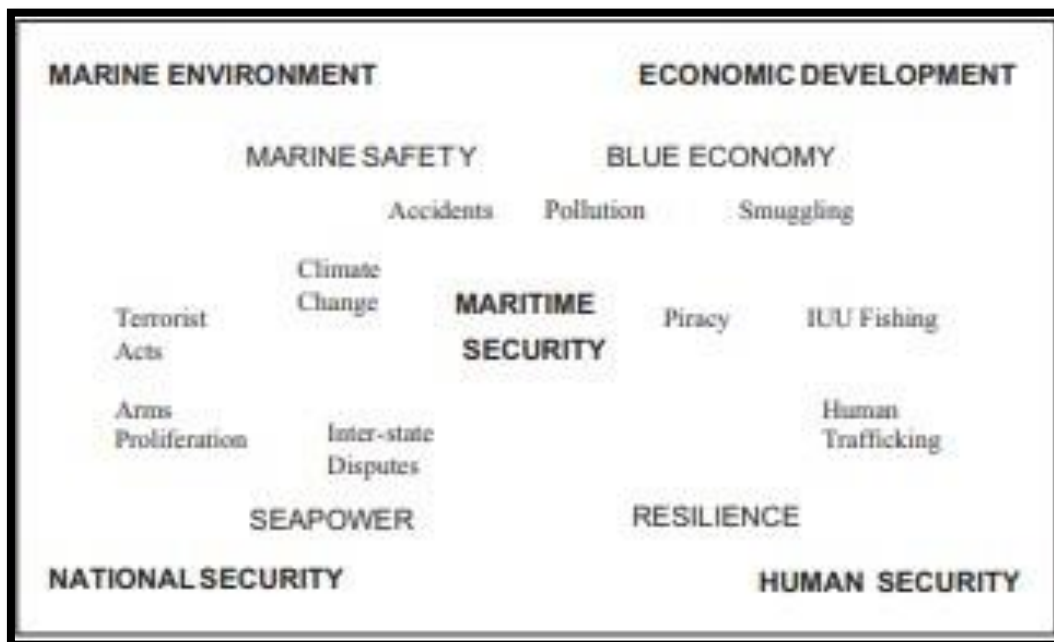 MARINE ENVIRONMENT
ECONOMIC DEVELOPMENT
MARINE SAFETY
BLUE ECONOMY
Accidents
Pollution
Smuggling
Climate
Change
MARITIME
SECURITY
Terrorist
Acts
Piracy
IUU Fishing
Arms
Proliferation
Inter-state
Disputes
Human
Trafficking
SEAPOWER
RESILIENCE
NATIONAL SECURITY
HUMAN SECURITY